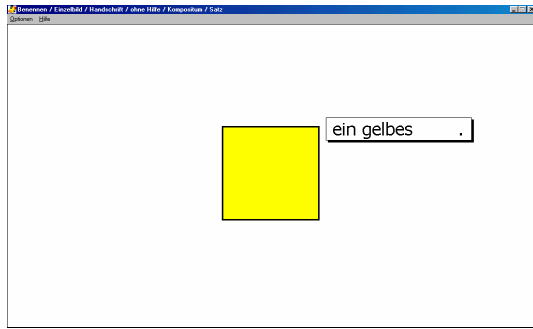 Benennen / Einzelbild / Handschrift / ohne Hilfe / Kompositum / Satz
Optionen Hilfe
ein gelbes .